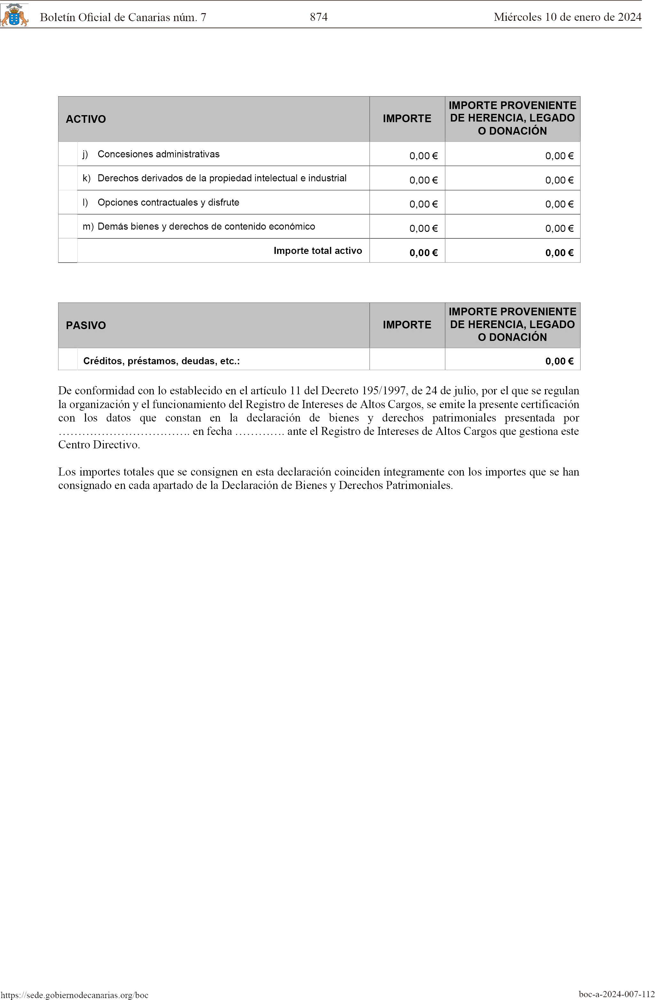 Boletín Oficial de Canarias núm. 7 874 Miércoles 10 de enero de 2024
ACTIVO IMPORTE IMPORTE PROVENIENTE
DE HERENCIA, LEGADO
O DONACIÓN
j) Concesiones administrativas 0,00 € 0,00 €
k) Derechos derivados de la propiedad intelectual e industrial 0,00 € 0,00 €
l) Opciones contractuales y disfrute 0,00 € 0,00 €
m) Demás bienes y derechos de contenido económico 0,00 € 0,00 €
Importe total activo 0,00 € 0,00 €
PASIVO IMPORTE IMPORTE PROVENIENTE
DE HERENCIA, LEGADO
O DONACIÓN
Créditos, préstamos, deudas, etc.: 0,00 €
De conformidad con lo establecido en el artículo 11 del Decreto 195/1997, de 24 de julio, por el que se regulan
la organización y el funcionamiento del Registro de Intereses de Altos Cargos, se emite la presente certificación
con los datos que constan en la declaración de bienes y derechos patrimoniales presentada por
……………………………. en fecha …………. ante el Registro de Intereses de Altos Cargos que gestiona este
Centro Directivo.
Los importes totales que se consignen en esta declaración coinciden íntegramente con los importes que se han
consignado en cada apartado de la Declaración de Bienes y Derechos Patrimoniales.
https://sede.gobiernodecanarias.org/boc boc-a-2024-007-112